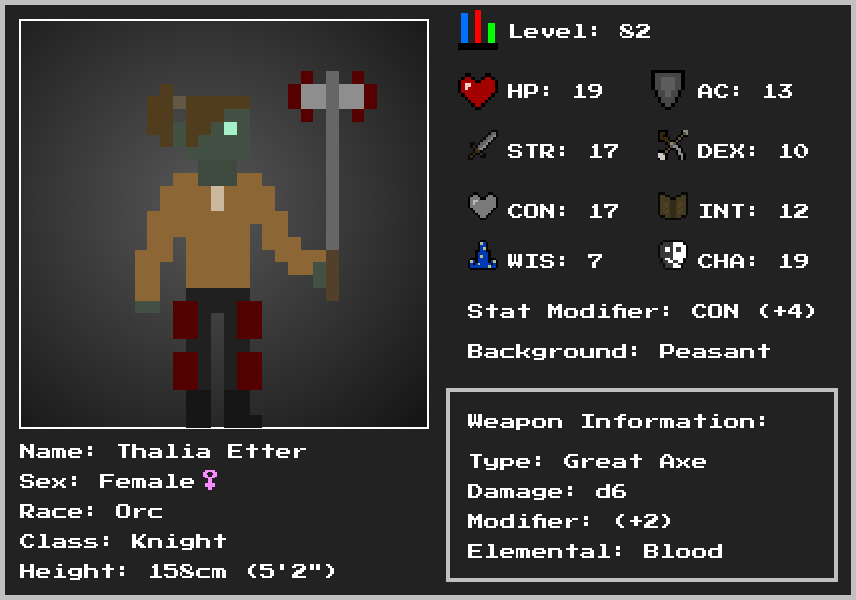 Level: 82
HP: 19
AC: 13
STR: 17
DEX: 10
CON: 17
INT: 12
WIS: 7
CHA: 19
Stat Modifier: CON (+4)
Background: Peasant
Weapon Information:
Type: Great Axe
Damage: d6
Modifier: (+2)
Elemental: Blood
Name: Thalia Etter
Sex: Female♀
Race: Orc
Class: Knight
Height: 158cm (5'2")